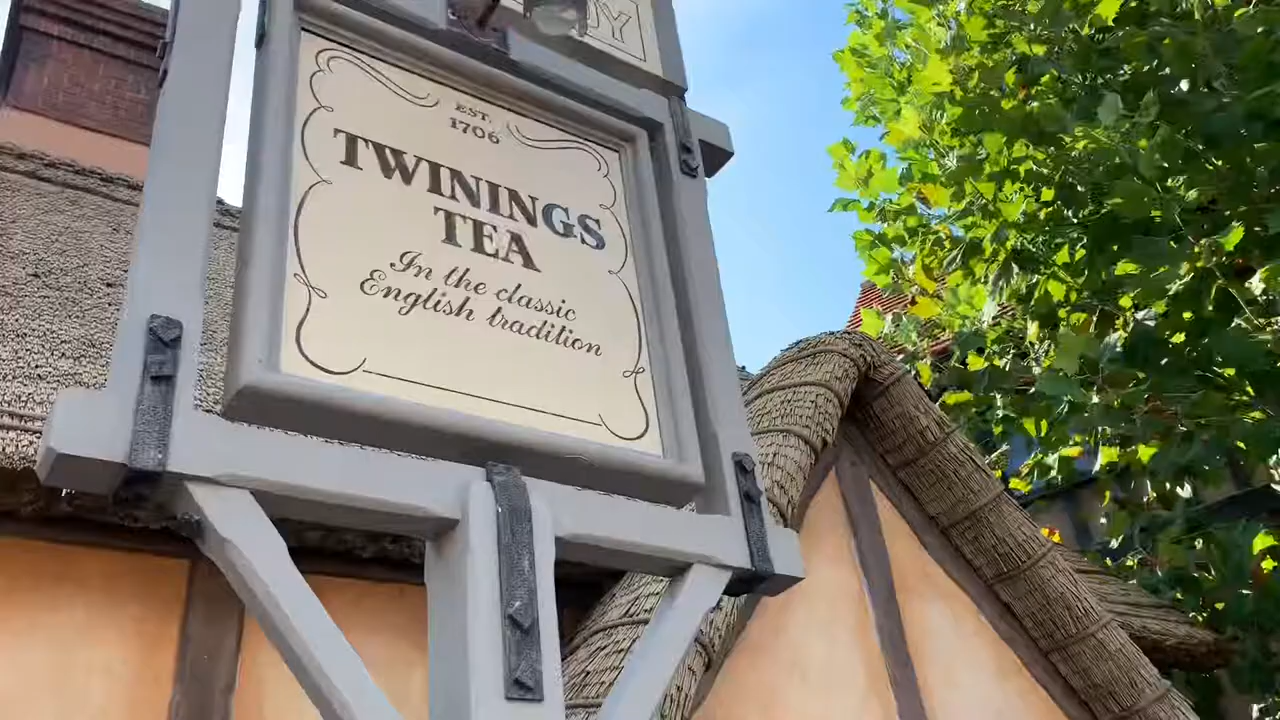 EST.
1706
TWININGS
TEA
In the classic
English tradition